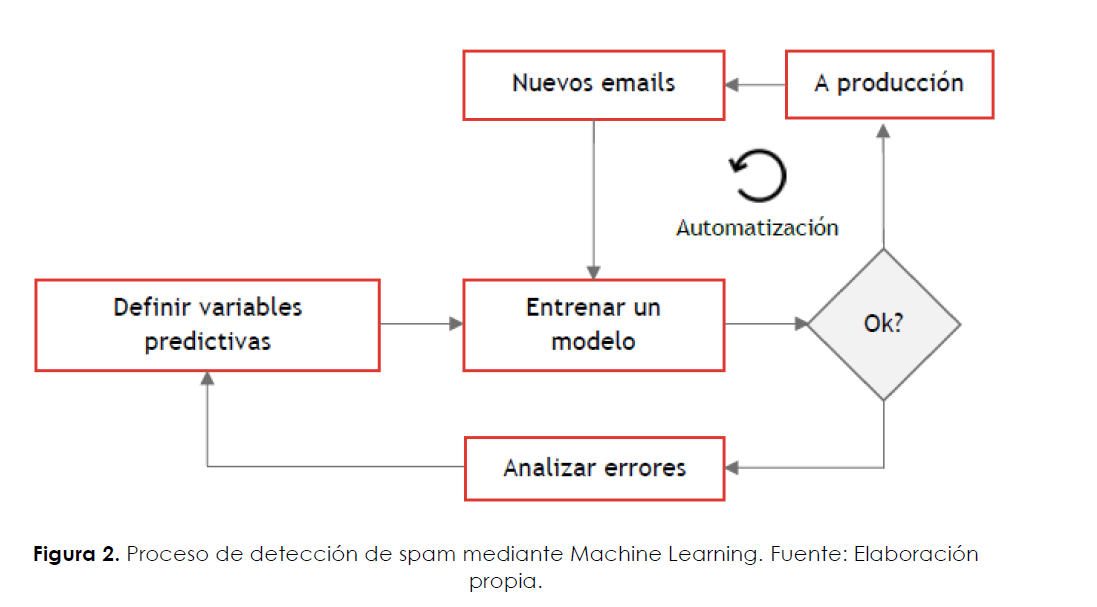 Nuevos emails
A producción
Automatización
Definir variables
predictivas
Entrenar un
modelo
Ok?
Analizar errores
Figura 2. Proceso de detección de spam mediante Machine Learning. Fuente: Elaboración
propia.